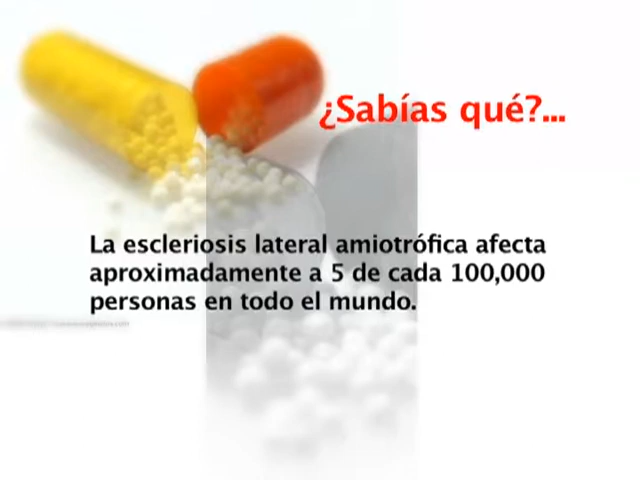 ¿Sabías qué?...
La escleriosis lateral amiotrófica afecta
aproximadamente a 5 de cada 100,000
personas en todo el mundo.